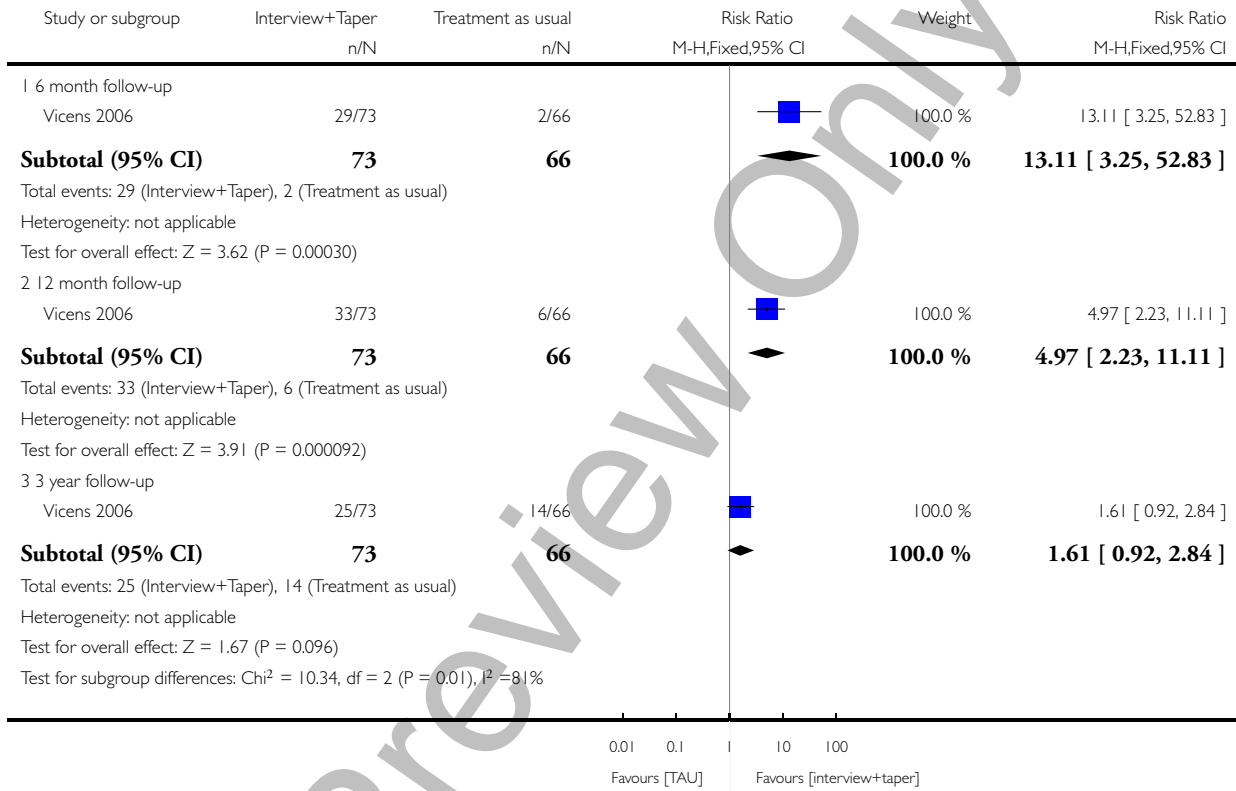 Study or subgroup Interview+Taper Treatment as usual Risk Ratio Weight Risk Ratio
n/N n/N M-H,Fixed,95% CI M-H,Fixed,95% CI
1 6 month follow-up
Vicens 2006 29/73 2/66 100.0 % 13.11 [ 3.25, 52.83 ]
Subtotal (95% CI) 73 66 100.0 % 13.11 [ 3.25, 52.83 ]
Total events: 29 (Interview+Taper), 2 (Treatment as usual)
Heterogeneity: not applicable
Test for overall effect: Z = 3.62 (P = 0.00030)
2 12 month follow-up
Vicens 2006 33/73 6/66 100.0 % 4.97 [ 2.23, 11.11 ]
Subtotal (95% CI) 73 66 100.0 % 4.97 [ 2.23, 11.11 ]
Total events: 33 (Interview+Taper), 6 (Treatment as usual)
Heterogeneity: not applicable
Test for overall effect: Z = 3.91 (P = 0.000092)
3 3 year follow-up
Vicens 2006 25/73 14/66 100.0 % 1.61 [ 0.92, 2.84 ]
Subtotal (95% CI) 73 66 100.0 % 1.61 [ 0.92, 2.84 ]
Total events: 25 (Interview+Taper), 14 (Treatment as usual)
Heterogeneity: not applicable
Test for overall effect: Z = 1.67 (P = 0.096)
Test for subgroup differences: Chi² = 10.34, df = 2 (P = 0.01), I² =81%
0.01 0.1 1 10 100
Favours [TAU] Favours [interview+taper]
Preview Only